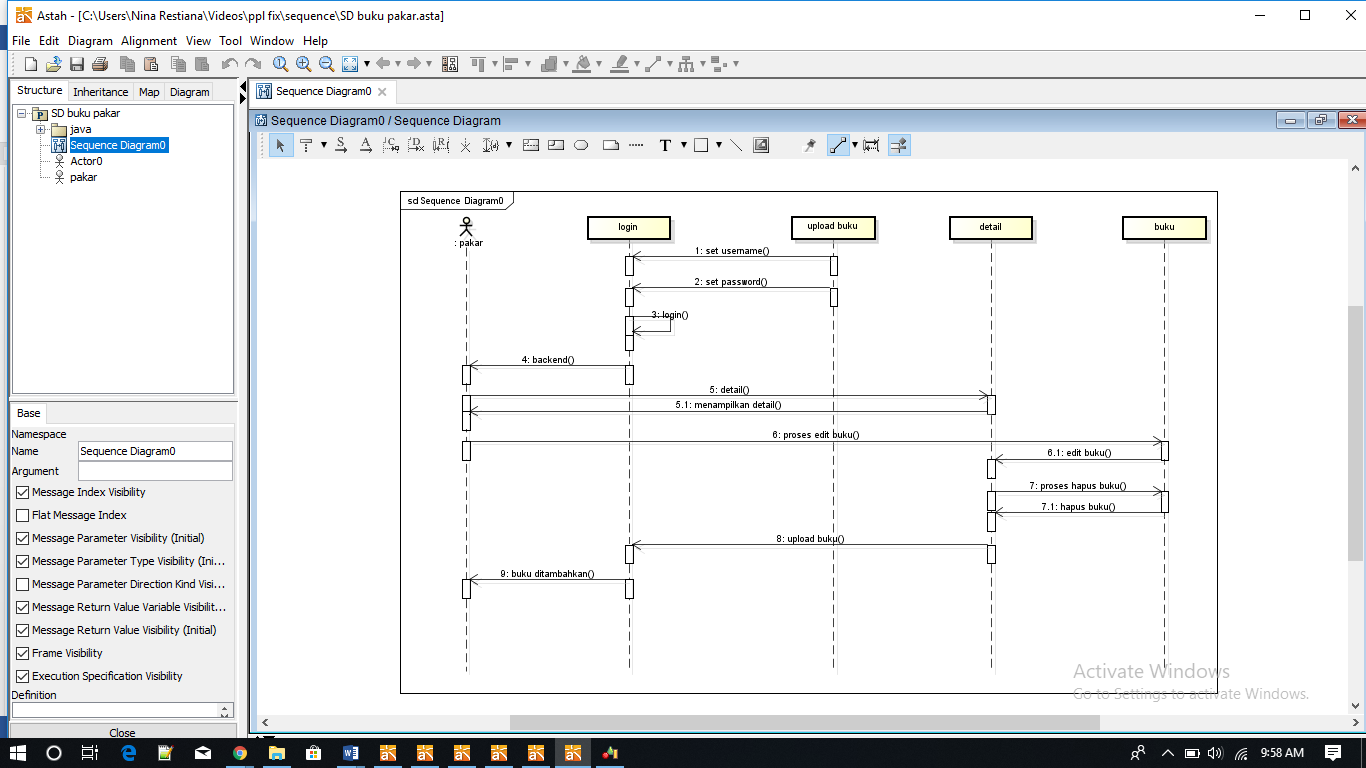 Astah - [C:\Users\Nina Restiana\Videos\ppl fix\sequence\SD buku pakar.asta]
File Edit Diagram Alignment View Tool Window Help
Structure Inheritance Map Diagram
SD buku pakar
java
Sequence Diagram0
Actor0
pakar
Base
Namespace
Name Sequence Diagram0
Argument
Message Index Visibility
Flat Message Index
Message Parameter Visibility (Initial)
Message Parameter Type Visibility (Ini...
Message Parameter Direction Kind Visi...
Message Return Value Variable Visibilit...
Message Return Value Visibility (Initial)
Frame Visibility
Execution Specification Visibility
Definition
Close
Sequence Diagram0
Sequence Diagram0 / Sequence Diagram
T
sd Sequence Diagram0
: pakar
login
upload buku
detail
buku
1: set username()
2: set password()
3: login()
4: backend()
5: detail()
5.1: menampilkan detail()
6: proses edit buku()
6.1: edit buku()
7: proses hapus buku()
7.1: hapus buku()
8: upload buku()
9: buku ditambahkan()
Activate Windows
Go to Settings to activate Windows.
9:58 AM